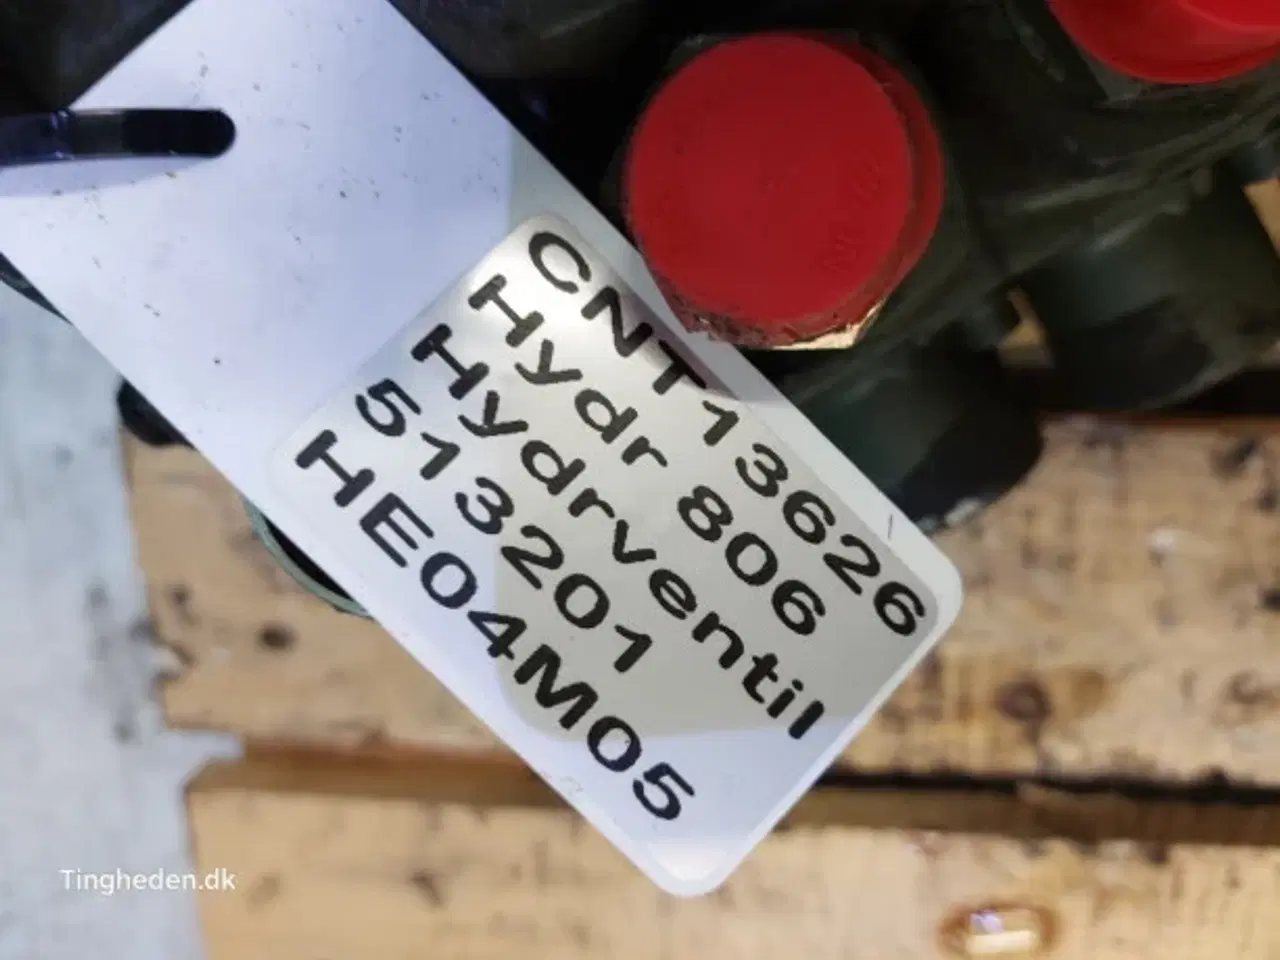 CNT13626
Hydr 806
Hydrventil
513201
HE04M05
Tingheden.dk